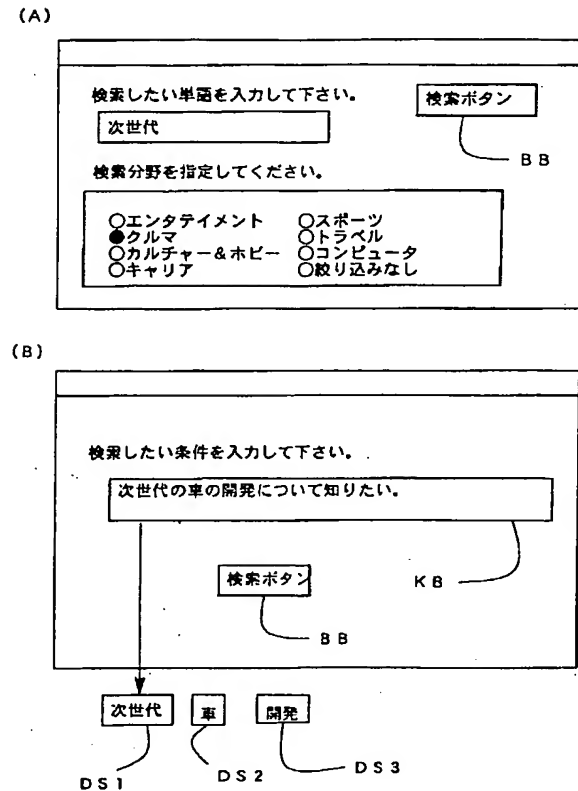 (A)
検索したい単語を入力して下さい。
検索ボタン
次世代
BB
検索分野を指定してください。
○エンタテイメント ○スポーツ
●クルマ ○トラベル
○カルチャー&ホビー ○コンピュータ
○キャリア ○絞り込みなし
(B)
検索したい条件を入力して下さい。
次世代の車の開発について知りたい。
検索ボタン
KB
BB
次世代 車 開発
DS1 DS2 DS3